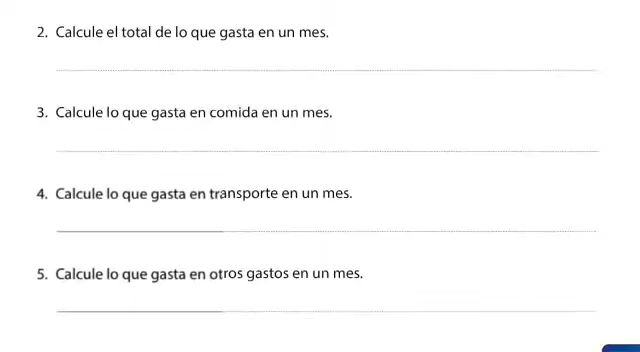 2. Calcule el total de lo que gasta en un mes.
3. Calcule lo que gasta en comida en un mes.
4. Calcule lo que gasta en transporte en un mes.
5. Calcule lo que gasta en otros gastos en un mes.